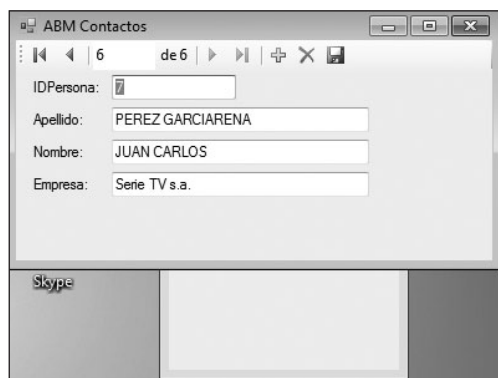 ABM Contactos
6 de 6
IDPersona: 7
Apellido: PEREZ GARCIARENA
Nombre: JUAN CARLOS
Empresa: Serie TV s.a.
Skype